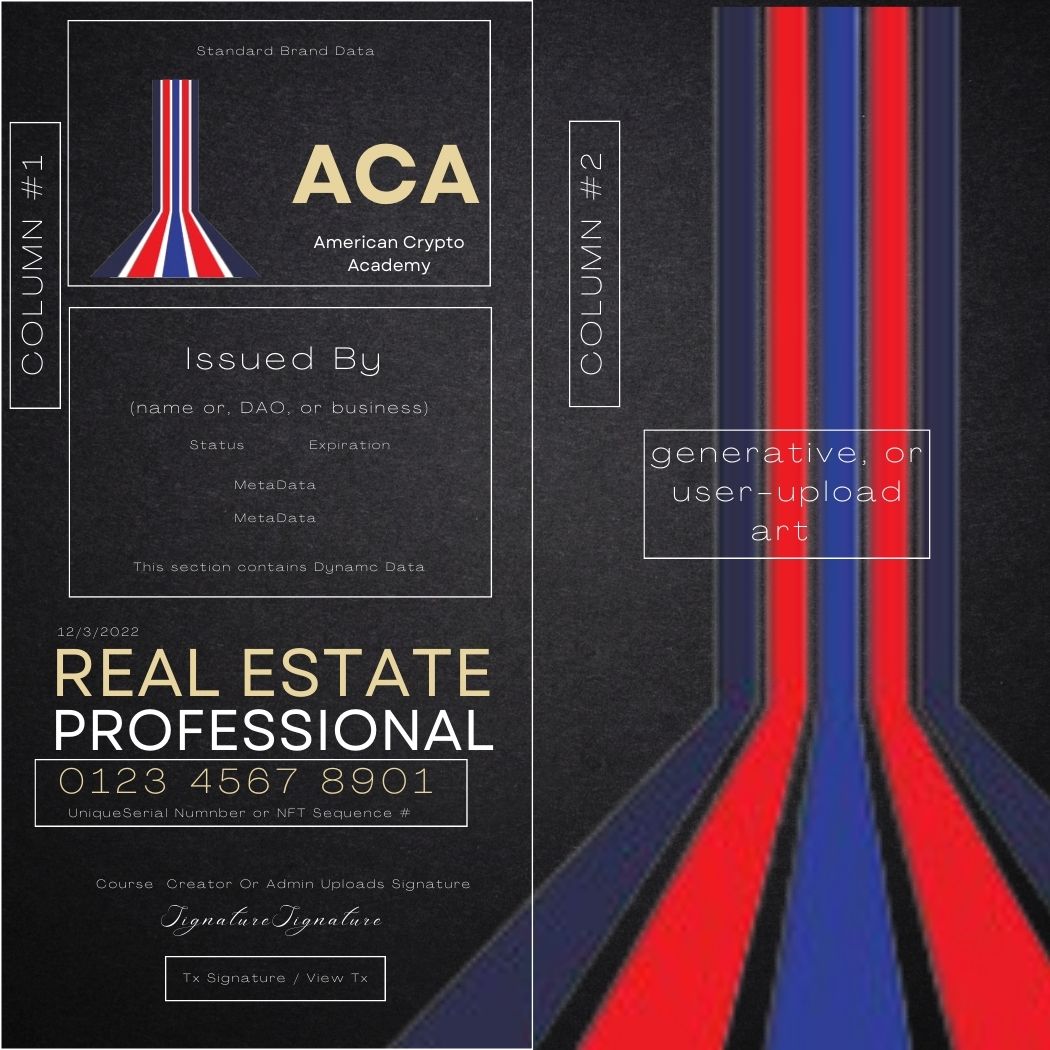 Standard Brand Data
COLUMN #1
ACA
American Crypto
Academy
Issued By
(name or, DAO, or business)
Status Expiration
MetaData
MetaData
This section contains Dynamc Data
12/3/2022
REAL ESTATE
PROFESSIONAL
0123 4567 8901
UniqueSerial Numnber or NFT Sequence #
Course Creator Or Admin Uploads Signature
SignatureSignature
Tx Signature / View Tx
COLUMN #2
generative, or
user-upload
art